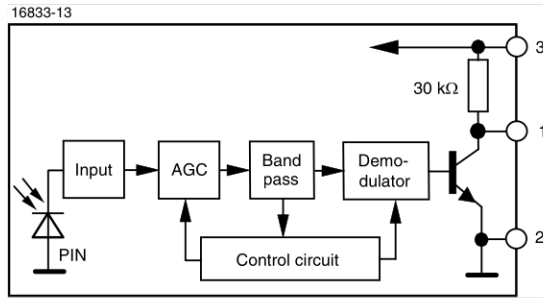 16833-13
3
30 kΩ
1
Input
AGC
Band
pass
Demo-
dulator
PIN
Control circuit
2